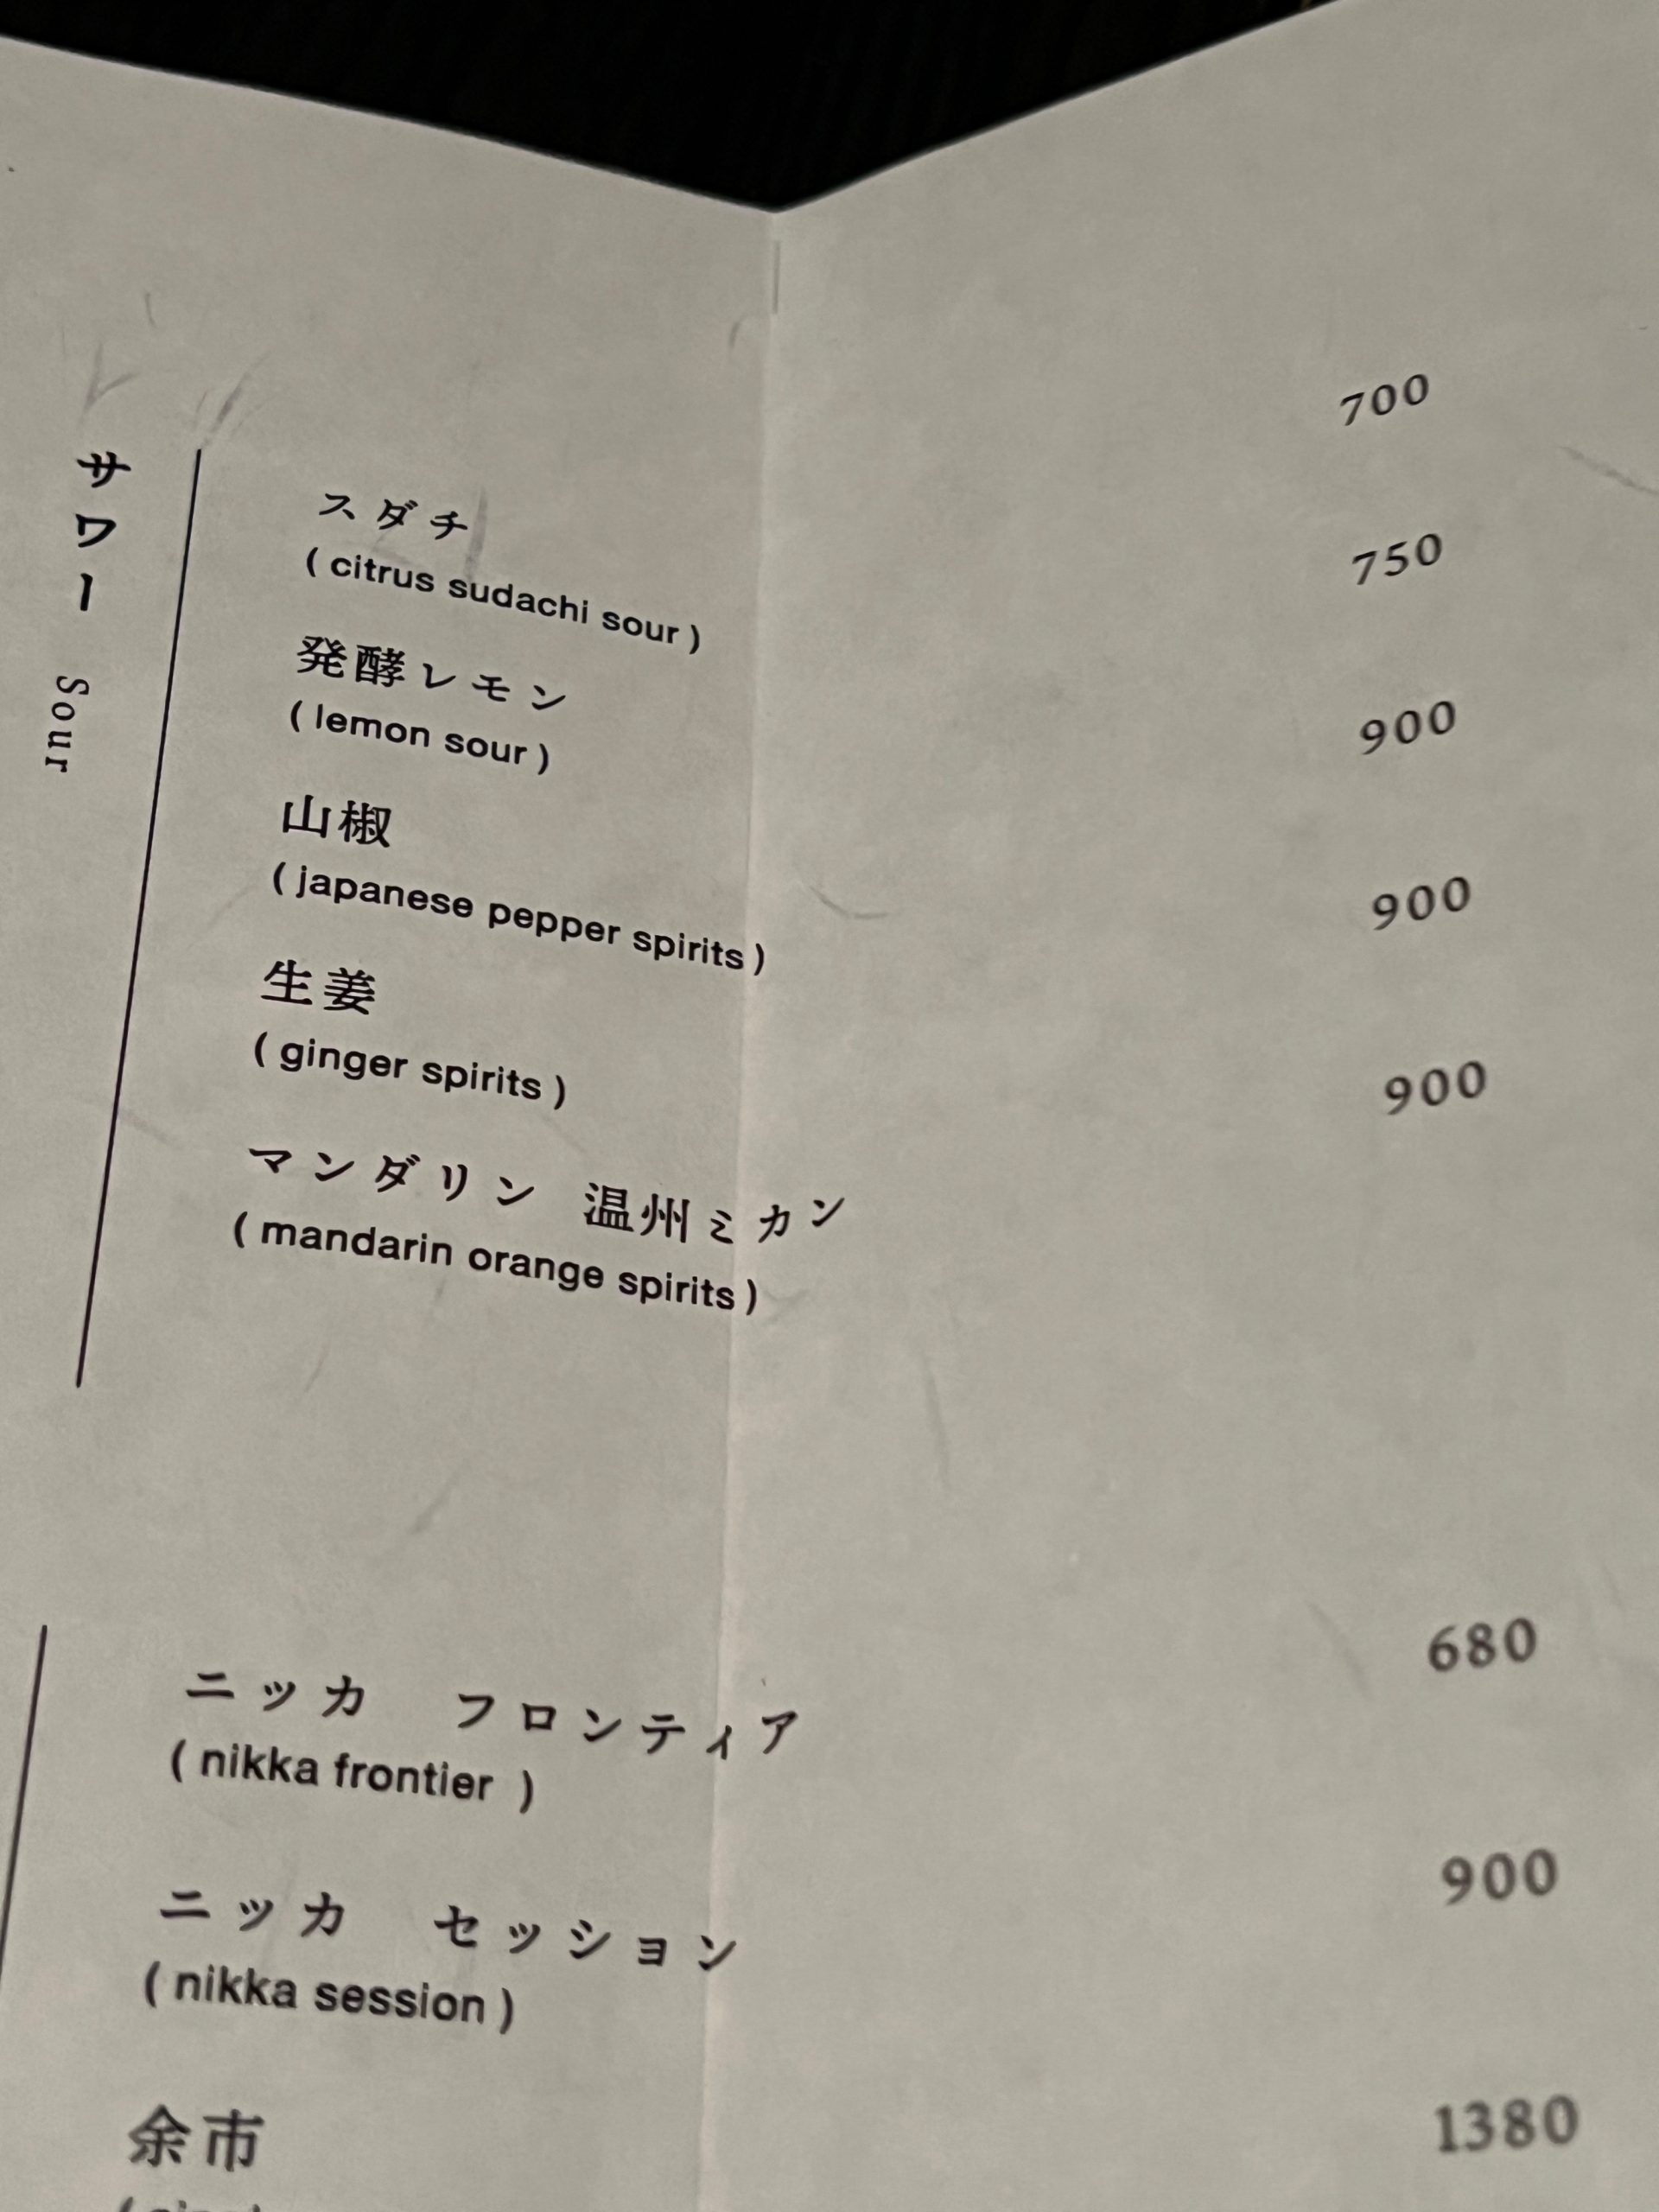 サワー Sour
スダチ 700
( citrus sudachi sour )
発酵レモン 750
( lemon sour )
山椒 900
( japanese pepper spirits )
生姜 900
( ginger spirits )
マンダリン 温州ミカン 900
( mandarin orange spirits )
ニッカ フロンティア 680
( nikka frontier )
ニッカ セッション 900
( nikka session )
余市 1380